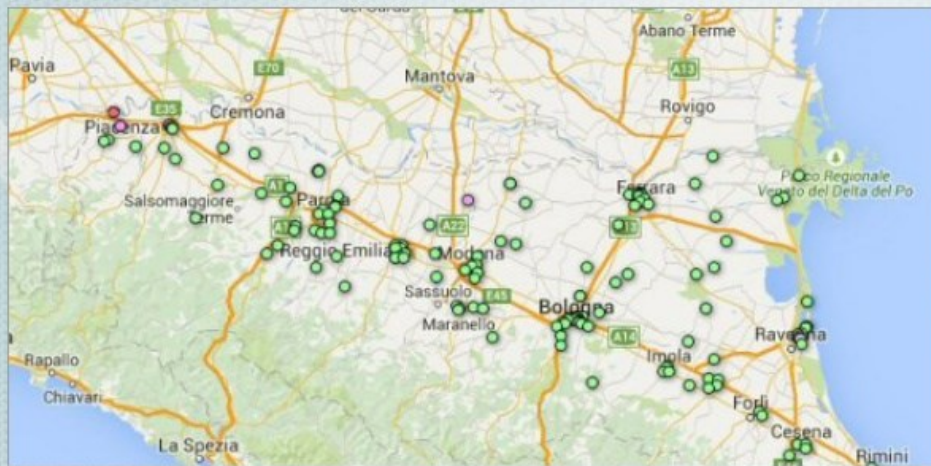 Abano Terme
Pavia
E70
A13
Mantova
Cremona
Rovigo
E35
Piacenza
Parco Regionale
Veneto del Delta del Po
Ferrara
Salsomaggiore
Terme
Parma
A22
Reggio Emilia
Modena
Sassuolo
E45
Bologna
Maranello
A14
Ravenna
Rapallo
Imola
Chiavari
Forlì
Cesena
La Spezia
Rimini